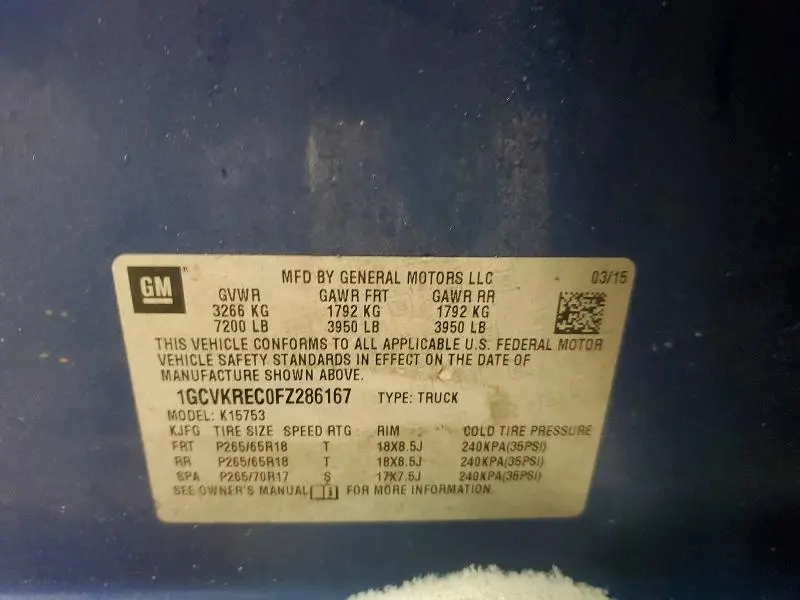 GM
MFD BY GENERAL MOTORS LLC 03/15
GVWR GAWR FRT GAWR RR
3266 KG 1792 KG 1792 KG
7200 LB 3950 LB 3950 LB
THIS VEHICLE CONFORMS TO ALL APPLICABLE U.S. FEDERAL MOTOR
VEHICLE SAFETY STANDARDS IN EFFECT ON THE DATE OF
MANUFACTURE SHOWN ABOVE.
1GCVKREC0FZ286167 TYPE: TRUCK
MODEL: K15753
KJFG TIRE SIZE SPEED RTG RIM COLD TIRE PRESSURE
FRT P265/65R18 T 18X8.5J 240KPA(35PSI)
RR P265/65R18 T 18X8.5J 240KPA(35PSI)
SPA P265/70R17 S 17X7.5J 240KPA(35PSI)
SEE OWNER'S MANUAL FOR MORE INFORMATION.